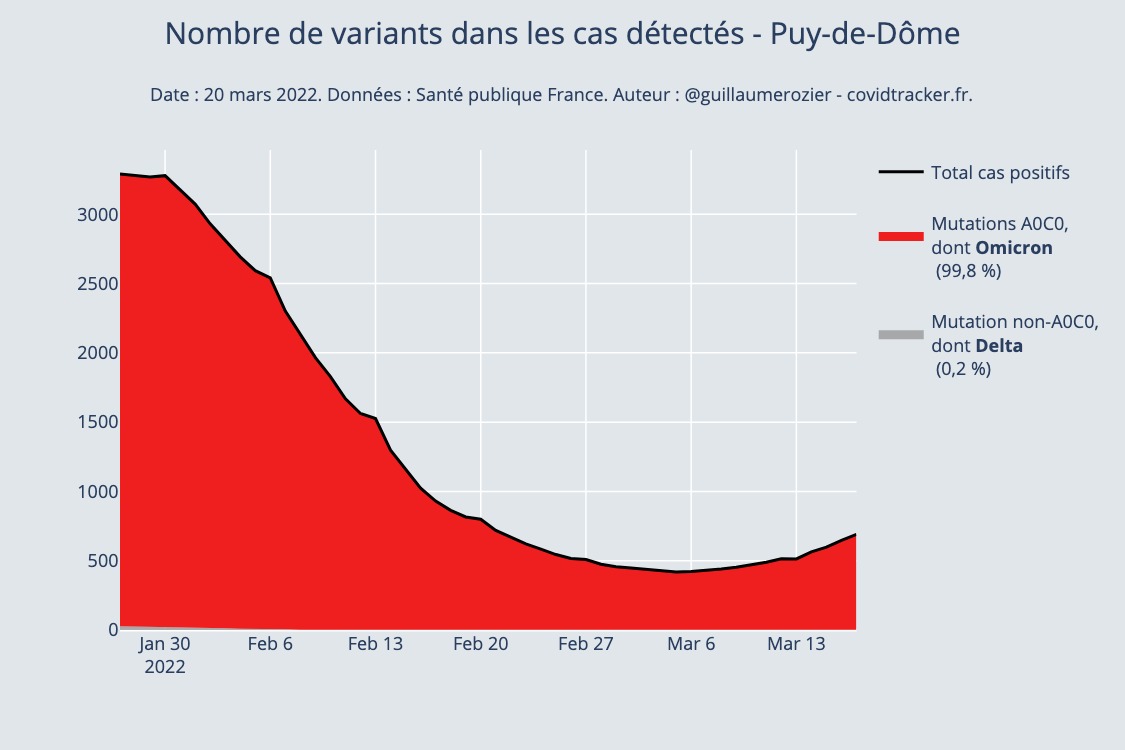 Nombre de variants dans les cas détectés - Puy-de-Dôme
Date : 20 mars 2022. Données : Santé publique France. Auteur : @guillaumerozier - covidtracker.fr.
Total cas positifs
Mutations A0C0,
dont Omicron
(99,8 %)
Mutation non-A0C0,
dont Delta
(0,2 %)
3000
2500
2000
1500
1000
500
0
Jan 30 Feb 6 Feb 13 Feb 20 Feb 27 Mar 6 Mar 13
2022